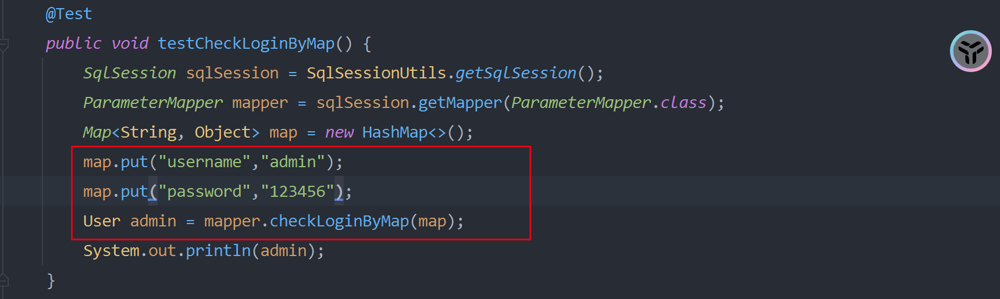 @Test
public void testCheckLoginByMap() {
SqlSession sqlSession = SqlSessionUtils.getSqlSession();
ParameterMapper mapper = sqlSession.getMapper(ParameterMapper.class);
Map<String, Object> map = new HashMap<>();
map.put("username","admin");
map.put("password","123456");
User admin = mapper.checkLoginByMap(map);
System.out.println(admin);
}